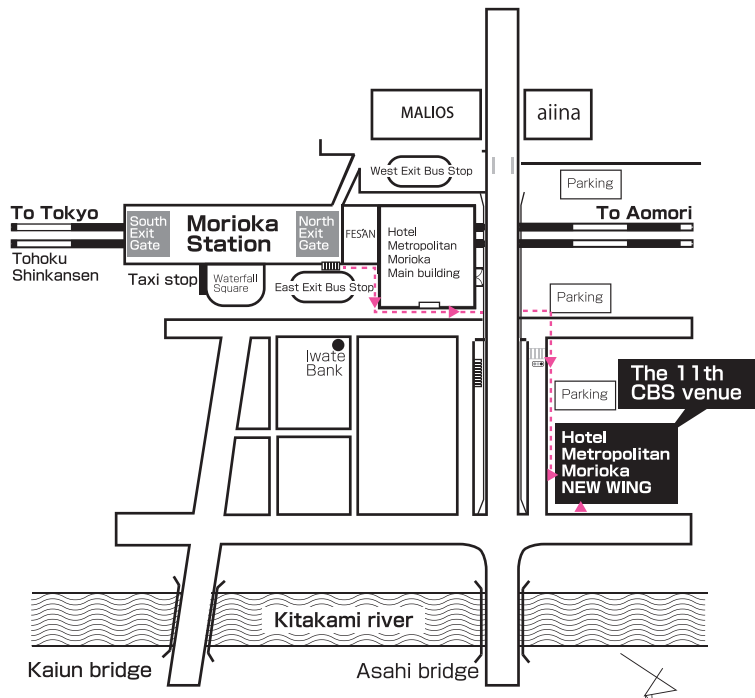 MALIOS
aiina
West Exit Bus Stop
Parking
To Tokyo
South
Exit
Gate
Morioka
Station
North
Exit
Gate
FES'AN
Hotel
Metropolitan
Morioka
Main building
To Aomori
Tohoku
Shinkansen
Taxi stop
Waterfall
Square
East Exit Bus Stop
Parking
Iwate
Bank
Parking
The 11th
CBS venue
Hotel
Metropolitan
Morioka
NEW WING
Kitakami river
Kaiun bridge
Asahi bridge